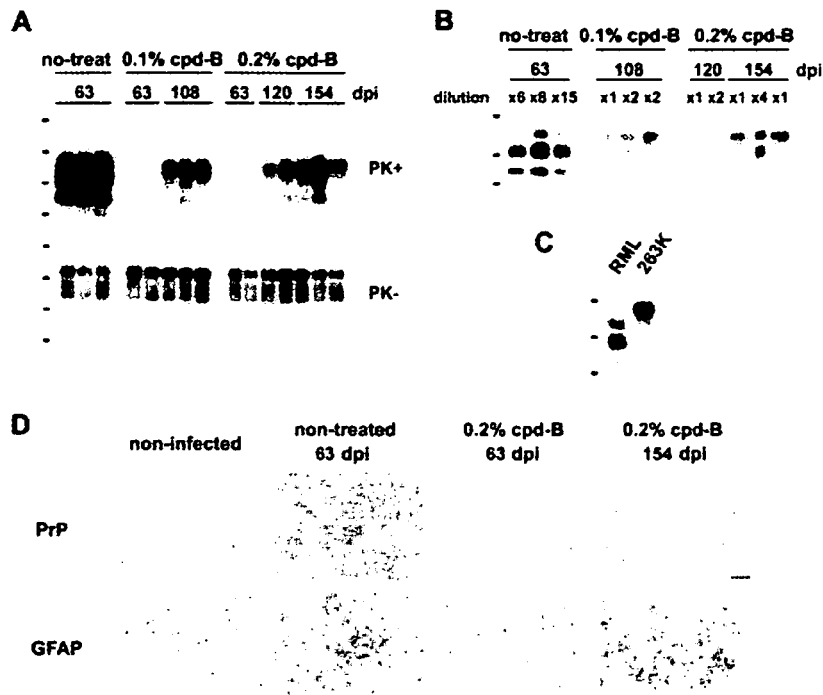 A
no-treat 0.1% cpd-B 0.2% cpd-B
63 63 108 63 120 154 dpi
PK+
PK-
B
no-treat 0.1% cpd-B 0.2% cpd-B
63 108 120 154 dpi
dilution x6 x8 x15 x1 x2 x2 x1 x2 x1 x4 x1
C
RML 263K
D
non-infected non-treated 63 dpi 0.2% cpd-B 63 dpi 0.2% cpd-B 154 dpi
PrP
GFAP